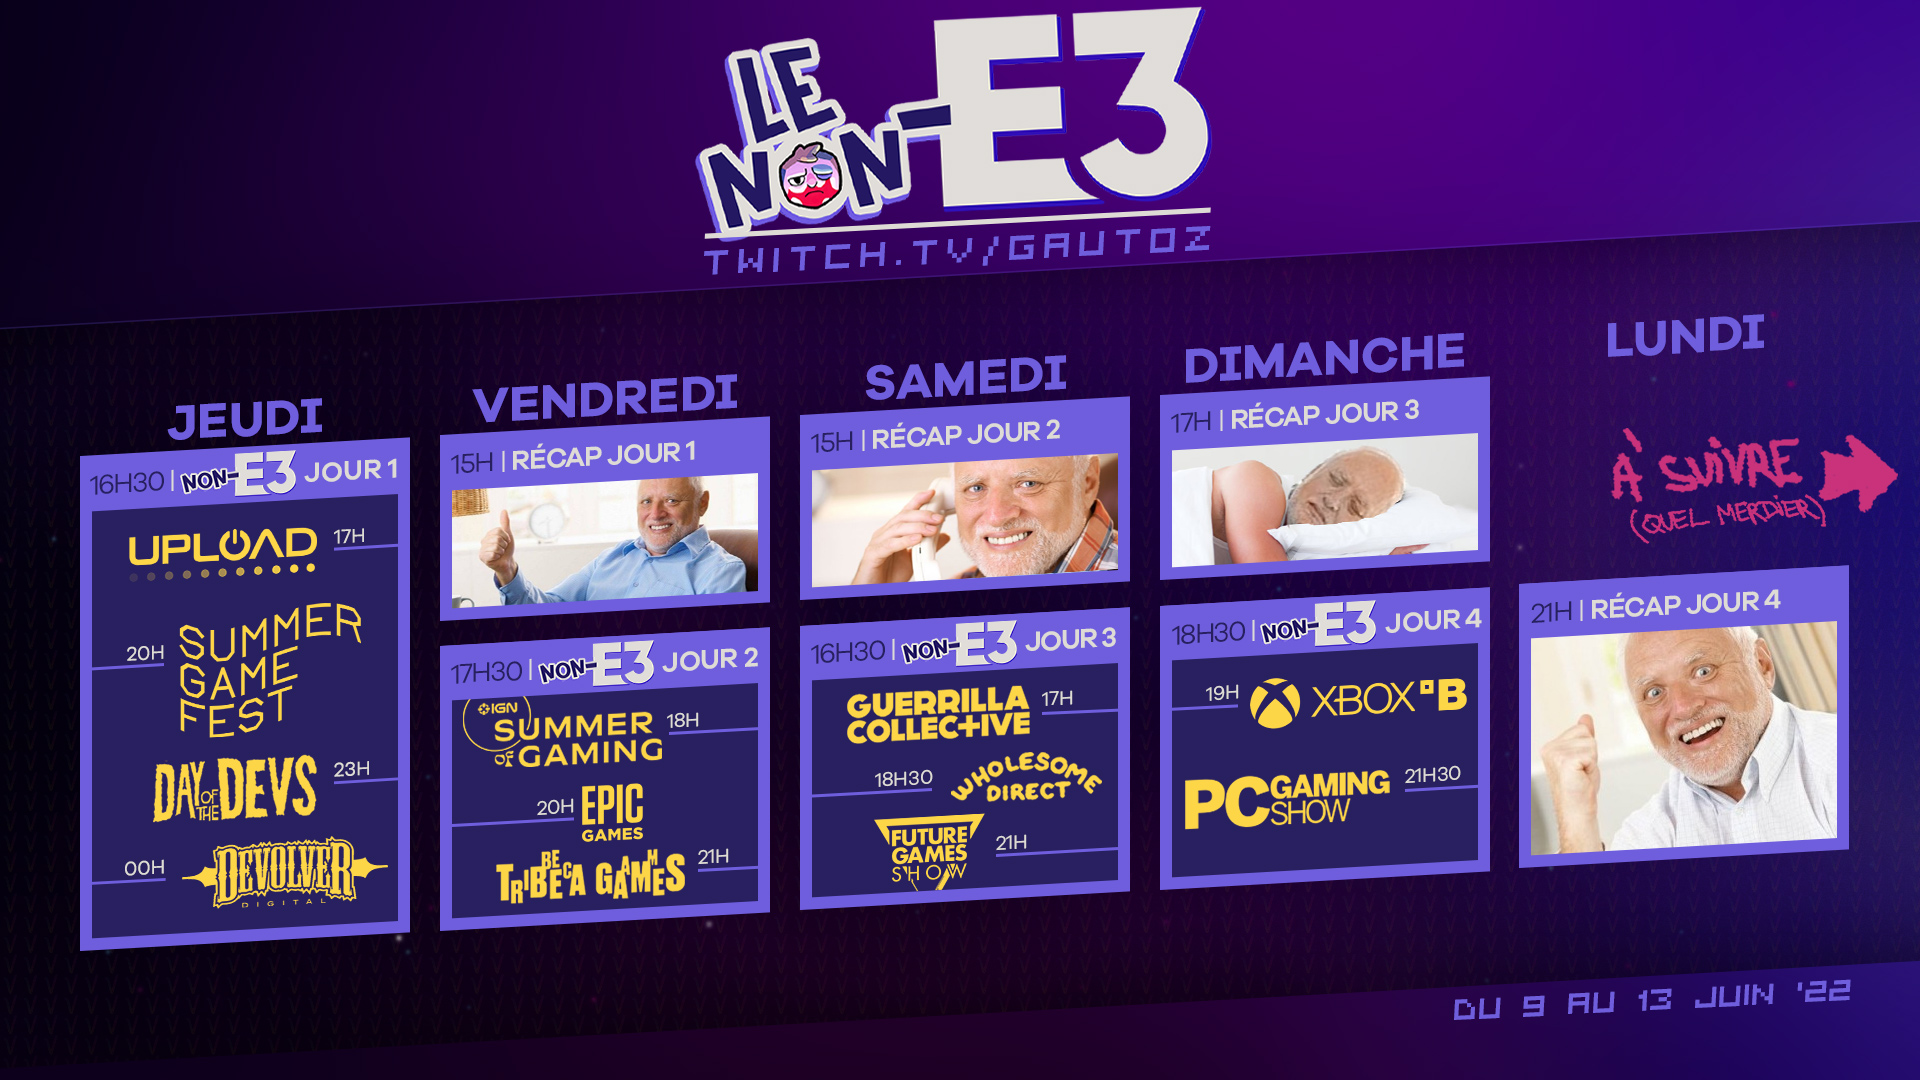 LE
NON-E3
TWITCH.TV/GAUTOZ
JEUDI
16H30 | NON-E3 JOUR 1
UPLOAD 17H
20H SUMMER
GAME
FEST
DAY OF THE DEVS 23H
00H DEVOLVER
DIGITAL
VENDREDI
15H | RÉCAP JOUR 1
17H30 | NON-E3 JOUR 2
IGN
SUMMER 18H
OF GAMING
20H EPIC
GAMES
TRIBECA GAMES 21H
SAMEDI
15H | RÉCAP JOUR 2
16H30 | NON-E3 JOUR 3
GUERRILLA 17H
COLLECTIVE
18H30 WHOLESOME
DIRECT
FUTURE
GAMES 21H
SHOW
DIMANCHE
17H | RÉCAP JOUR 3
18H30 | NON-E3 JOUR 4
19H XBOX B
PC GAMING 21H30
SHOW
LUNDI
À SUIVRE
(QUEL MERDIER)
21H | RÉCAP JOUR 4
DU 9 AU 13 JUIN '22